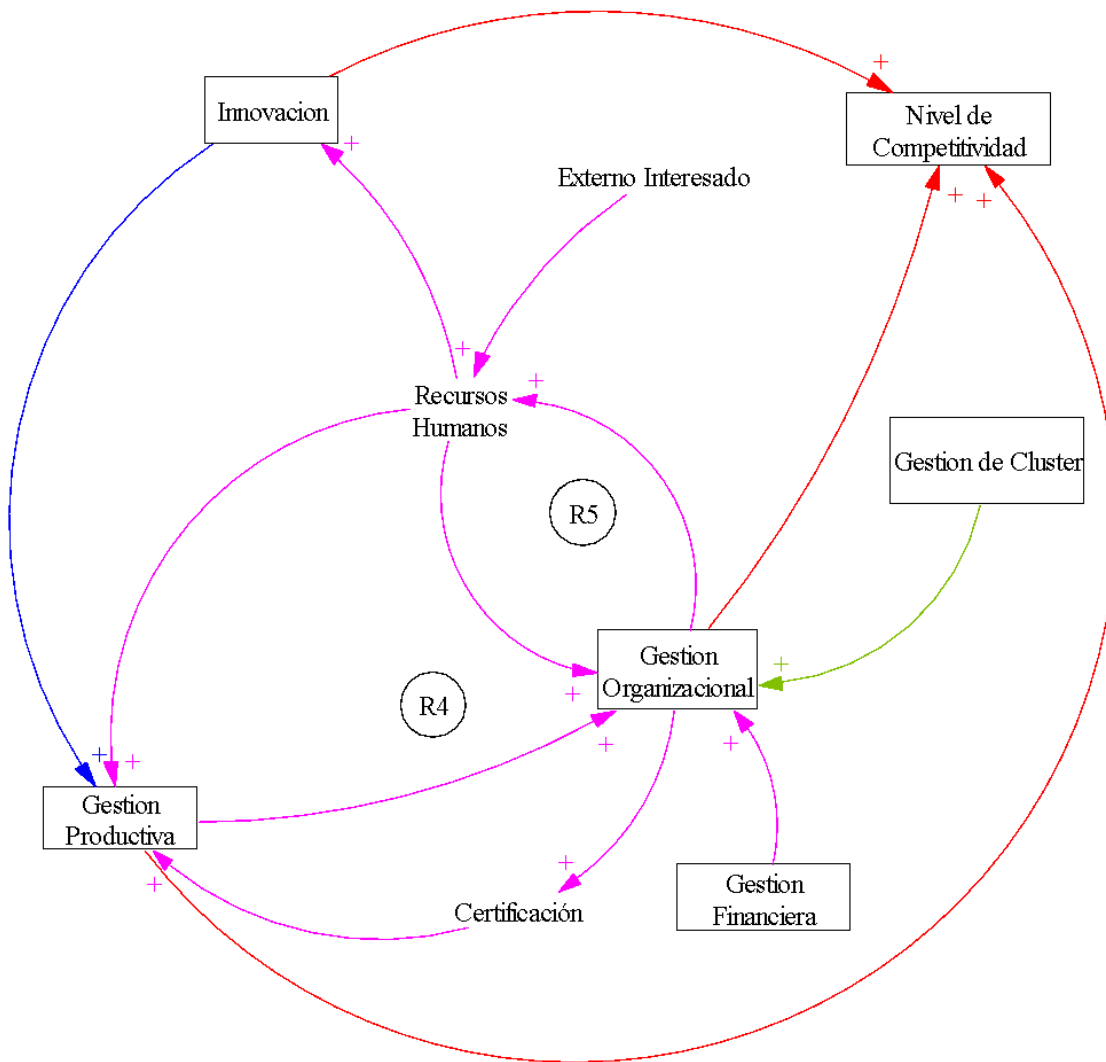 +
Innovacion
Nivel de
Competitividad
+
Externo Interesado
+ +
+
+
Recursos
Humanos
Gestion de Cluster
R5
Gestion
Organizacional
+
+
R4
+
+
+
+
Gestion
Productiva
+
+
Certificación
Gestion
Financiera
+